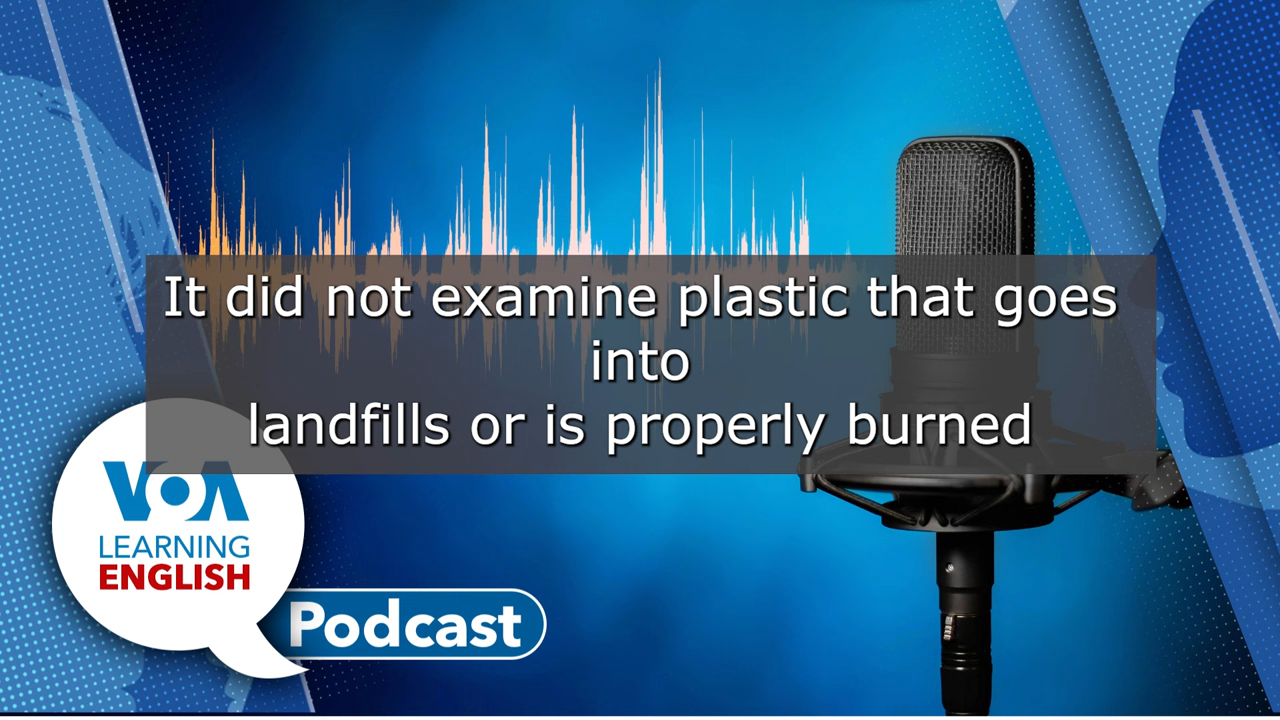 It did not examine plastic that goes
into
landfills or is properly burned
VOA
LEARNING
ENGLISH
Podcast